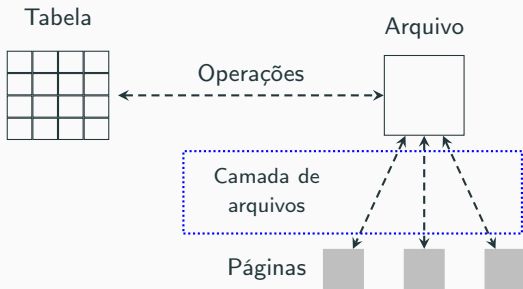 Tabela
Arquivo
Operações
Camada de
arquivos
Páginas